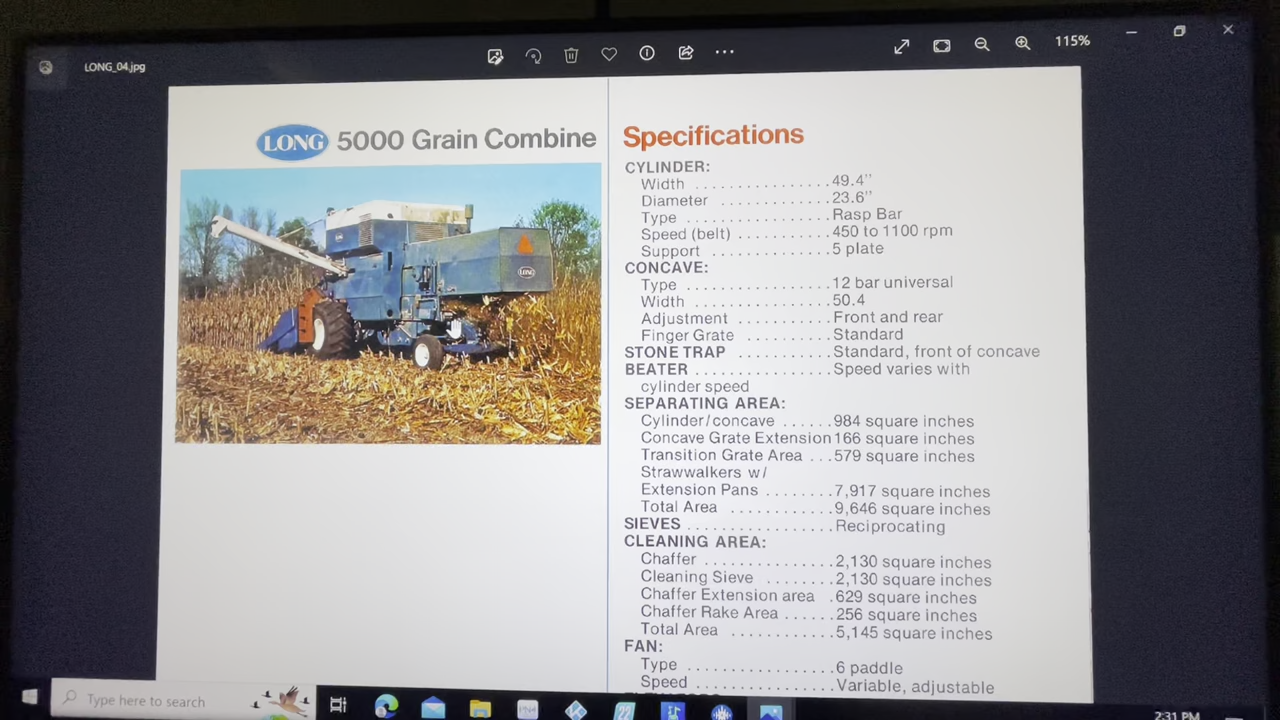 LONG_04.jpg
115%
LONG 5000 Grain Combine
LONG
Specifications
CYLINDER:
Width ................49.4"
Diameter .............23.6"
Type .................Rasp Bar
Speed (belt) ...........450 to 1100 rpm
Support ..............5 plate
CONCAVE:
Type .................12 bar universal
Width ................50.4
Adjustment ...........Front and rear
Finger Grate ..........Standard
STONE TRAP ............Standard, front of concave
BEATER .................Speed varies with
cylinder speed
SEPARATING AREA:
Cylinder/concave ......984 square inches
Concave Grate Extension 166 square inches
Transition Grate Area ...579 square inches
Strawwalkers w/
Extension Pans ........7,917 square inches
Total Area ............9,646 square inches
SIEVES ..................Reciprocating
CLEANING AREA:
Chaffer ...............2,130 square inches
Cleaning Sieve ........2,130 square inches
Chaffer Extension area .629 square inches
Chaffer Rake Area ......256 square inches
Total Area ............5,145 square inches
FAN:
Type .................6 paddle
Speed ................Variable, adjustable
Type here to search
22
2:31 PM